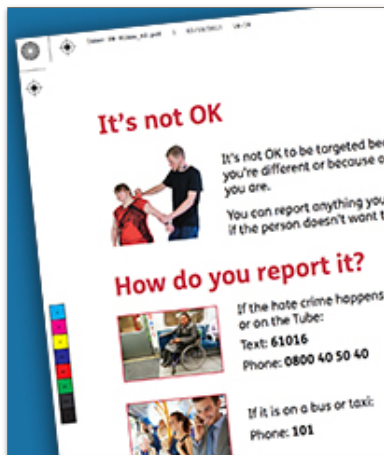 It's not OK
It's not OK to be targeted
you're different or because
you are.
You can report anything
if the person doesn't want
How do you report it?
If the hate crime happens
or on the Tube:
Text: 61016
Phone: 0800 40 50 40
If it is on a bus or taxi:
Phone: 101